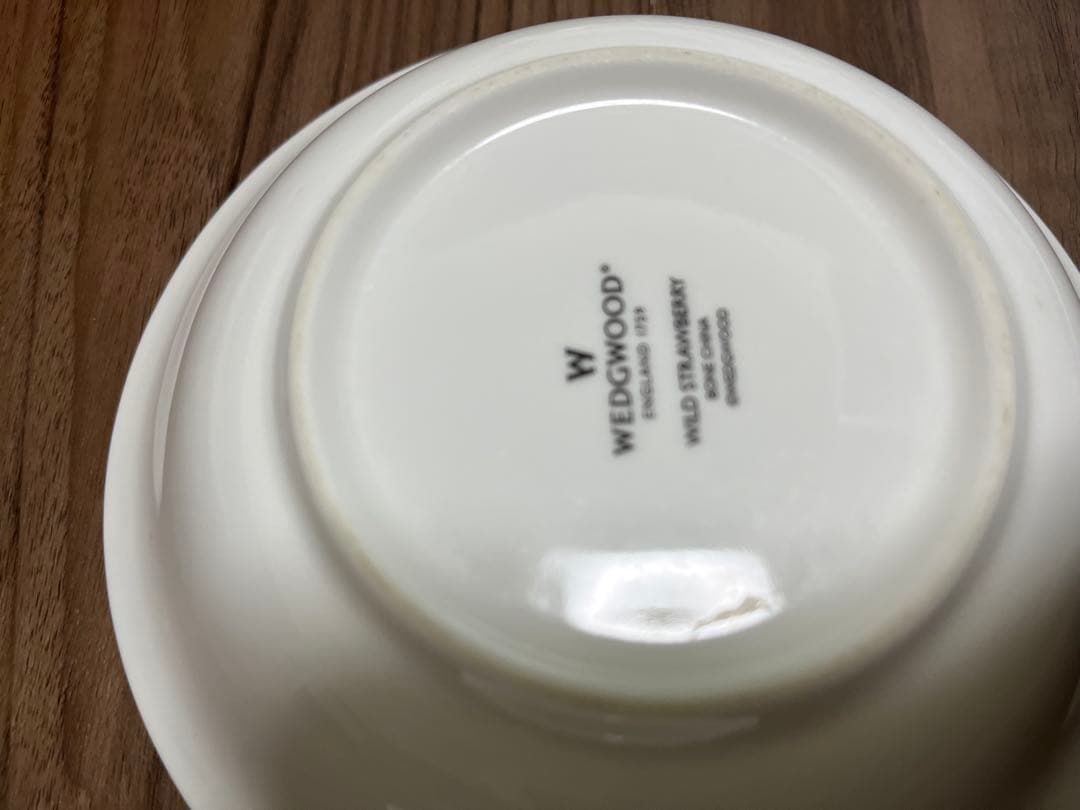 W
WEDGWOOD®
ENGLAND 1759
WILD STRAWBERRY
BONE CHINA
©WEDGWOOD